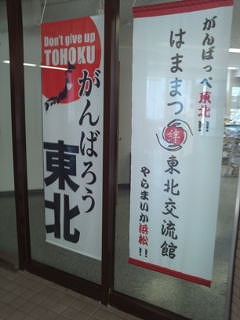 Don't give up
TOHOKU
がんばろう
東北
がんばっぺ東北!!
はままつ
絆
東北交流館
やらまいか浜松!!